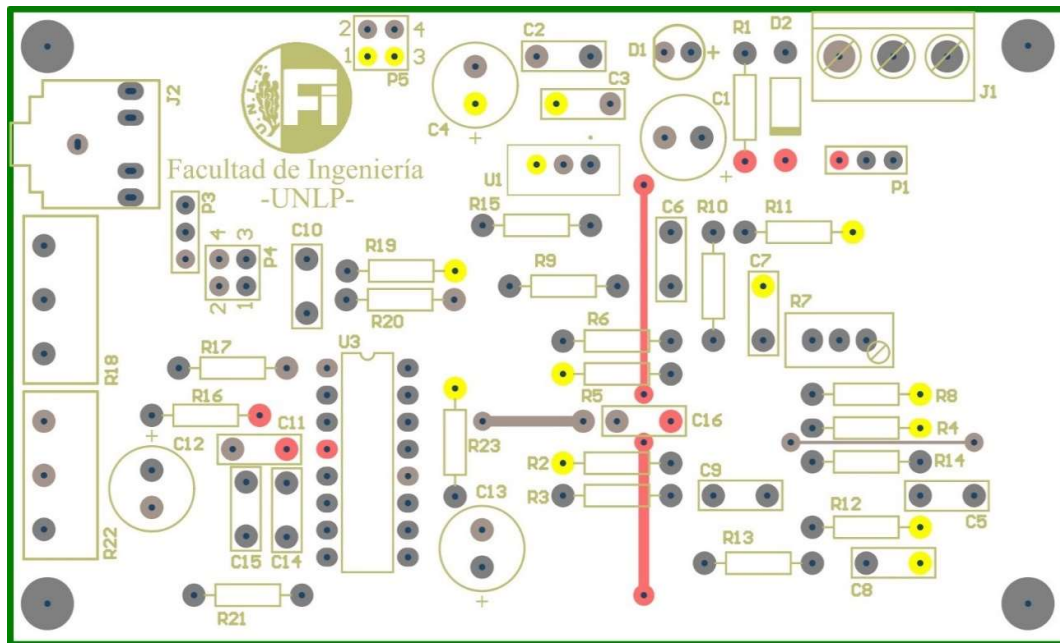 2 4
1 3
P5
C2
D1
+
R1
D2
J1
J2
U.N.L.P.
Fi
C3
C4
+
C1
+
Facultad de Ingeniería
-UNLP-
U1
P1
P3
4 3
P4
2 1
C10
R19
R20
R15
R9
C6
R10
R11
C7
R7
R18
R17
U3
R6
R5
R16
C11
C12
+
R23
C16
R8
R4
R14
R2
R3
C9
C5
R22
C15
C14
C13
+
R12
R13
C8
R21